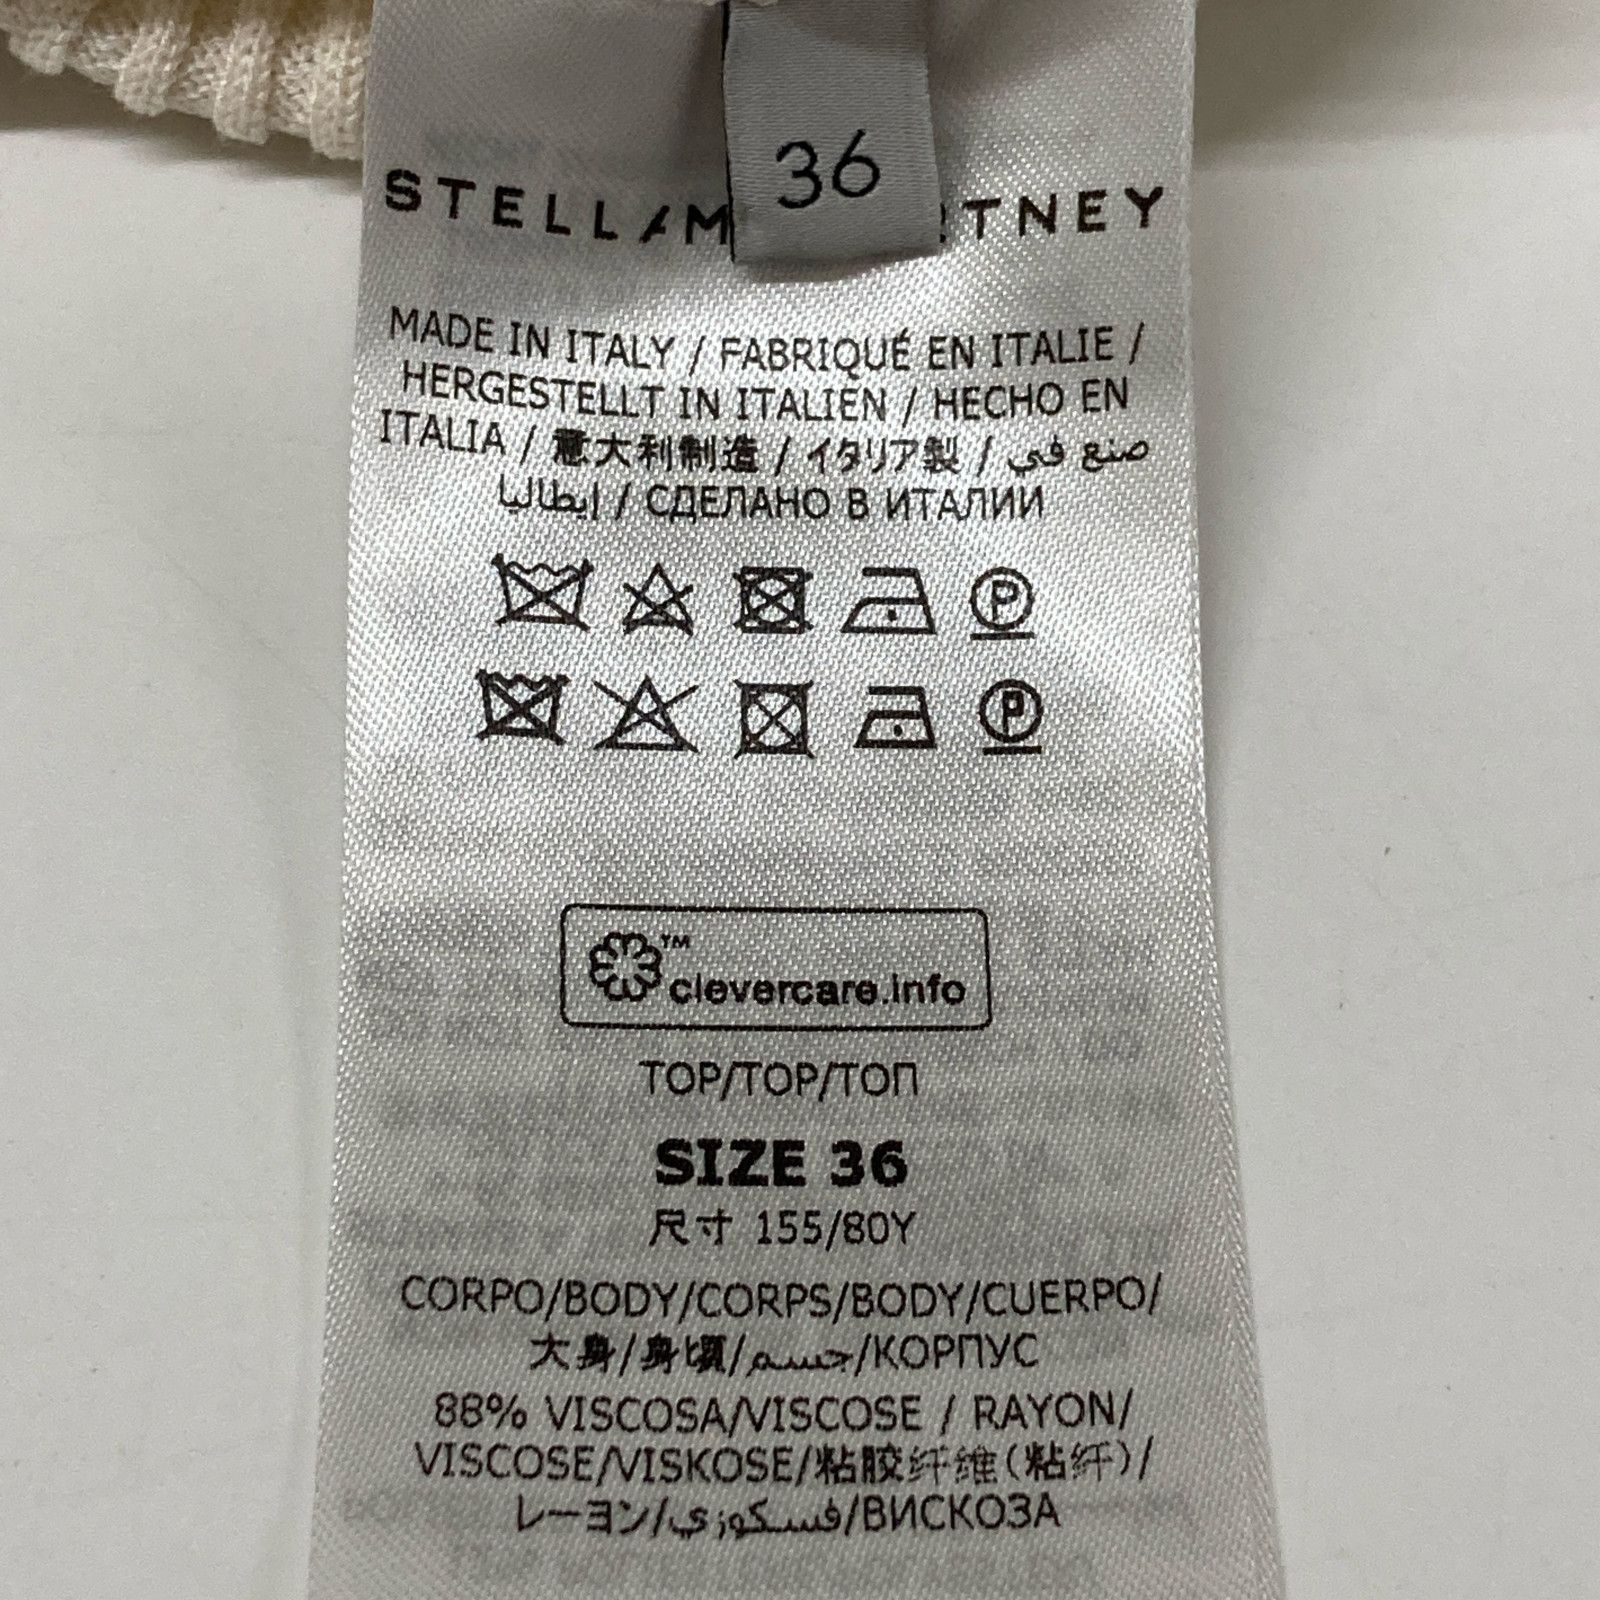 36
STELLA M RTNEY
MADE IN ITALY / FABRIQUÉ EN ITALIE /
HERGESTELLT IN ITALIEN / HECHO EN
ITALIA / 意大利制造 / イタリア製 / صنع في
إيطاليا / СДЕЛАНО В ИТАЛИИ
P
P
™
clevercare.info
TOP/TOP/ТОП
SIZE 36
尺寸 155/80Y
CORPO/BODY/CORPS/BODY/CUERPO/
大身/身頃/جسم/КОРПУС
88% VISCOSA/VISCOSE / RAYON/
VISCOSE/VISKOSE/粘胶纤维(粘纤)/
レーヨン/فسكوزي/ВИСКОЗА